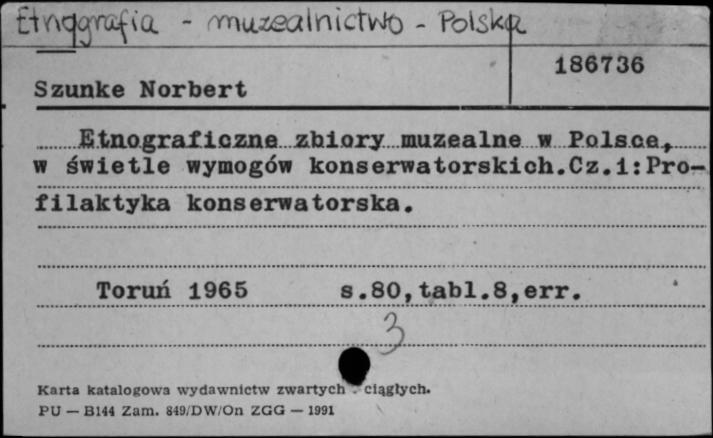 Etnografia - muzealnictwo - Polska
186736
Szunke Norbert
Etnograficzne zbiory muzealne w Polsce,
w świetle wymogów konserwatorskich.Cz.1:Pro-
filaktyka konserwatorska.
Toruń 1965 s.80,tabl.8,err.
3
Karta katalogowa wydawnictw zwartych - ciągłych.
PU — B144 Zam. 849/DW/On ZGG — 1991